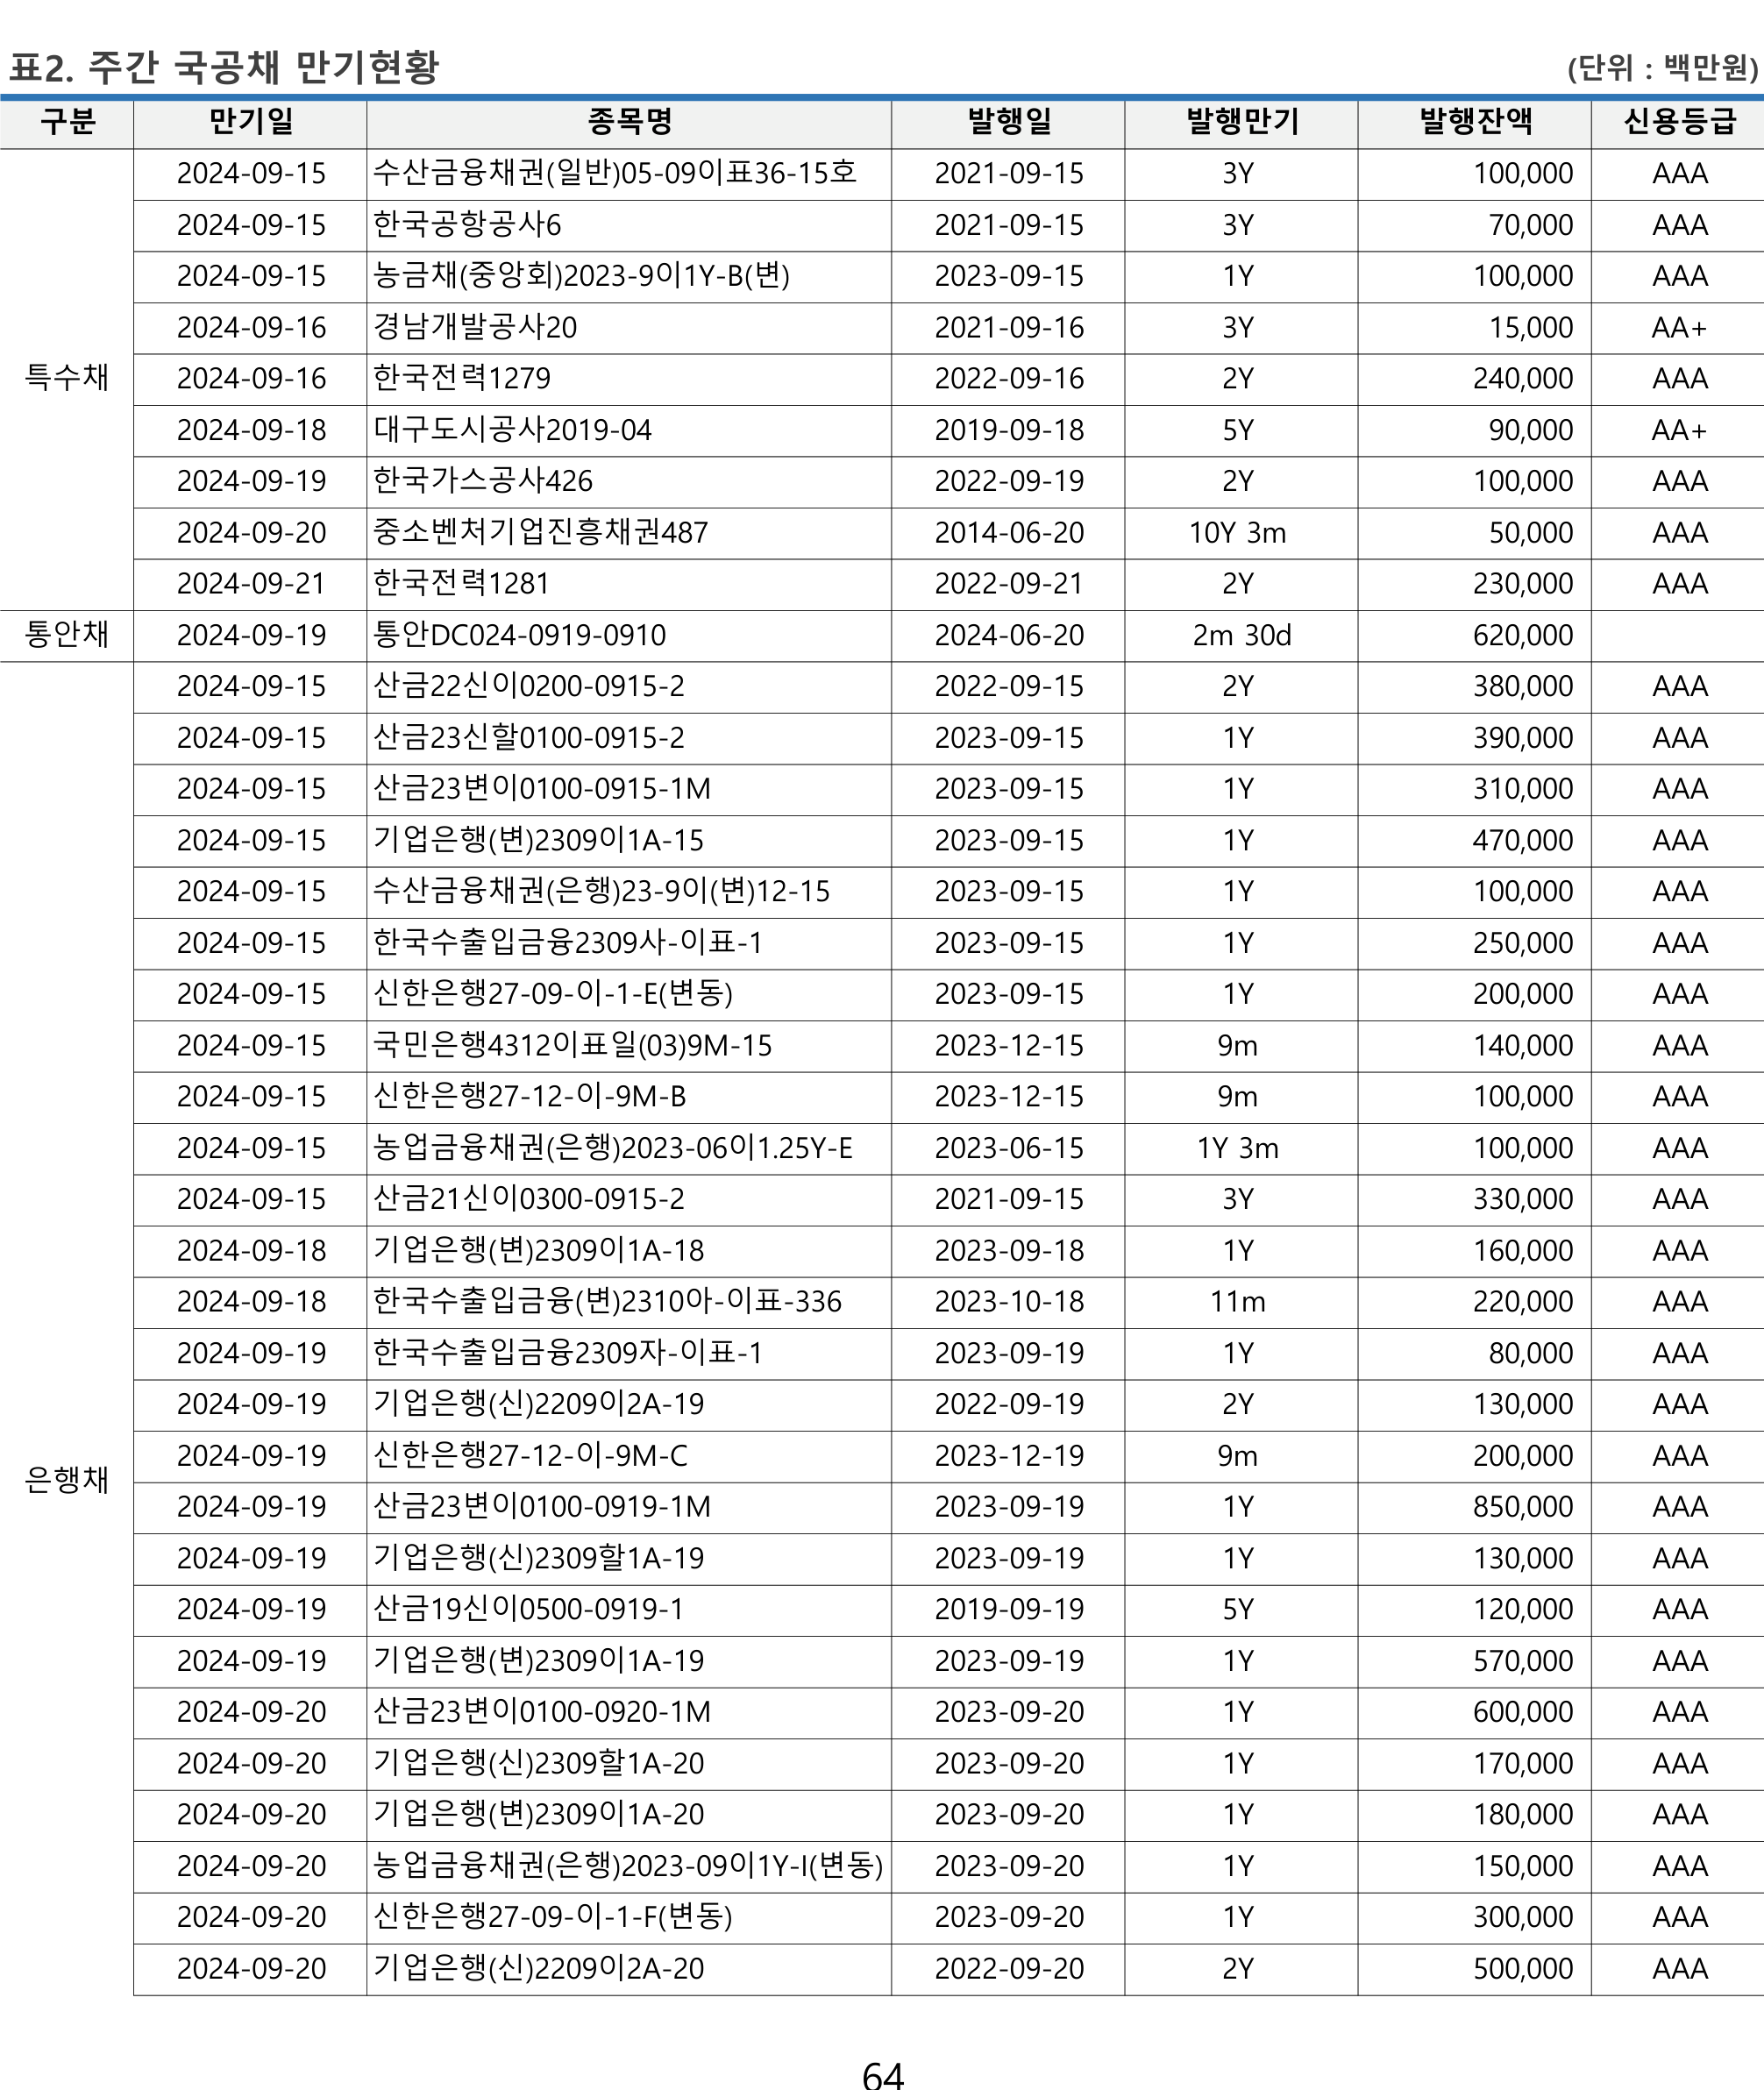 표2. 주간 국공채 만기현황 (단위 : 백만원)
구분 만기일 종목명 발행일 발행만기 발행잔액 신용등급
특수채 2024-09-15 수산금융채권(일반)05-09이표36-15호 2021-09-15 3Y 100,000 AAA
2024-09-15 한국공항공사6 2021-09-15 3Y 70,000 AAA
2024-09-15 농금채(중앙회)2023-9이1Y-B(변) 2023-09-15 1Y 100,000 AAA
2024-09-16 경남개발공사20 2021-09-16 3Y 15,000 AA+
2024-09-16 한국전력1279 2022-09-16 2Y 240,000 AAA
2024-09-18 대구도시공사2019-04 2019-09-18 5Y 90,000 AA+
2024-09-19 한국가스공사426 2022-09-19 2Y 100,000 AAA
2024-09-20 중소벤처기업진흥채권487 2014-06-20 10Y 3m 50,000 AAA
2024-09-21 한국전력1281 2022-09-21 2Y 230,000 AAA
통안채 2024-09-19 통안DC024-0919-0910 2024-06-20 2m 30d 620,000
은행채 2024-09-15 산금22신이0200-0915-2 2022-09-15 2Y 380,000 AAA
2024-09-15 산금23신할0100-0915-2 2023-09-15 1Y 390,000 AAA
2024-09-15 산금23변이0100-0915-1M 2023-09-15 1Y 310,000 AAA
2024-09-15 기업은행(변)2309이1A-15 2023-09-15 1Y 470,000 AAA
2024-09-15 수산금융채권(은행)23-9이(변)12-15 2023-09-15 1Y 100,000 AAA
2024-09-15 한국수출입금융2309사-이표-1 2023-09-15 1Y 250,000 AAA
2024-09-15 신한은행27-09-이-1-E(변동) 2023-09-15 1Y 200,000 AAA
2024-09-15 국민은행4312이표일(03)9M-15 2023-12-15 9m 140,000 AAA
2024-09-15 신한은행27-12-이-9M-B 2023-12-15 9m 100,000 AAA
2024-09-15 농업금융채권(은행)2023-06이1.25Y-E 2023-06-15 1Y 3m 100,000 AAA
2024-09-15 산금21신이0300-0915-2 2021-09-15 3Y 330,000 AAA
2024-09-18 기업은행(변)2309이1A-18 2023-09-18 1Y 160,000 AAA
2024-09-18 한국수출입금융(변)2310아-이표-336 2023-10-18 11m 220,000 AAA
2024-09-19 한국수출입금융2309자-이표-1 2023-09-19 1Y 80,000 AAA
2024-09-19 기업은행(신)2209이2A-19 2022-09-19 2Y 130,000 AAA
2024-09-19 신한은행27-12-이-9M-C 2023-12-19 9m 200,000 AAA
2024-09-19 산금23변이0100-0919-1M 2023-09-19 1Y 850,000 AAA
2024-09-19 기업은행(신)2309할1A-19 2023-09-19 1Y 130,000 AAA
2024-09-19 산금19신이0500-0919-1 2019-09-19 5Y 120,000 AAA
2024-09-19 기업은행(변)2309이1A-19 2023-09-19 1Y 570,000 AAA
2024-09-20 산금23변이0100-0920-1M 2023-09-20 1Y 600,000 AAA
2024-09-20 기업은행(신)2309할1A-20 2023-09-20 1Y 170,000 AAA
2024-09-20 기업은행(변)2309이1A-20 2023-09-20 1Y 180,000 AAA
2024-09-20 농업금융채권(은행)2023-09이1Y-I(변동) 2023-09-20 1Y 150,000 AAA
2024-09-20 신한은행27-09-이-1-F(변동) 2023-09-20 1Y 300,000 AAA
2024-09-20 기업은행(신)2209이2A-20 2022-09-20 2Y 500,000 AAA
64